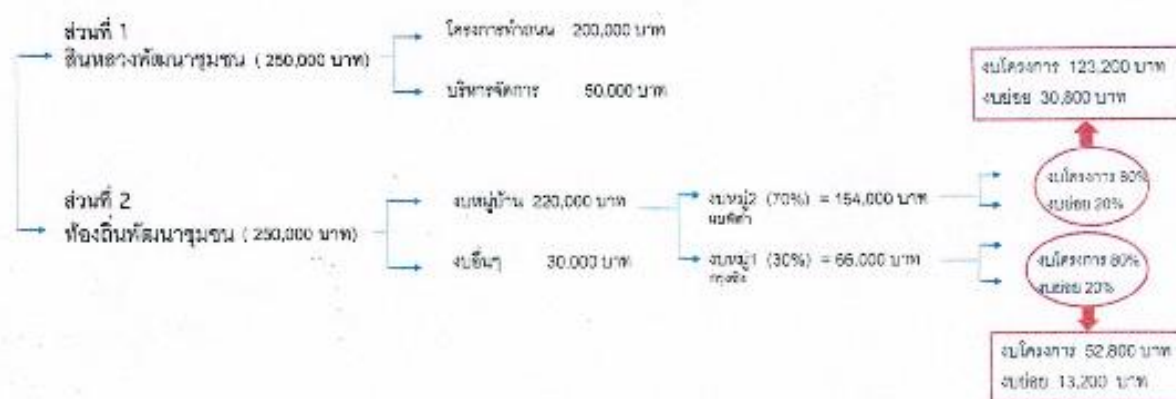 ส่วนที่ 1
สินหลวงพัฒนาชุมชน ( 250,000 บาท)
โครงการทำถนน 200,000 บาท
บริหารจัดการ 50,000 บาท
ส่วนที่ 2
ท้องถิ่นพัฒนาชุมชน ( 250,000 บาท)
งบหมู่บ้าน 220,000 บาท
งบอื่นๆ 30,000 บาท
งบหมู่2 (70%) = 154,000 บาท
นบพิตำ
งบหมู่1 (30%) = 66,000 บาท
กรุงชิง
งบโครงการ 123,200 บาท
งบย่อย 30,800 บาท
งบโครงการ 80%
งบย่อย 20%
งบโครงการ 80%
งบย่อย 20%
งบโครงการ 52,800 บาท
งบย่อย 13,200 บาท